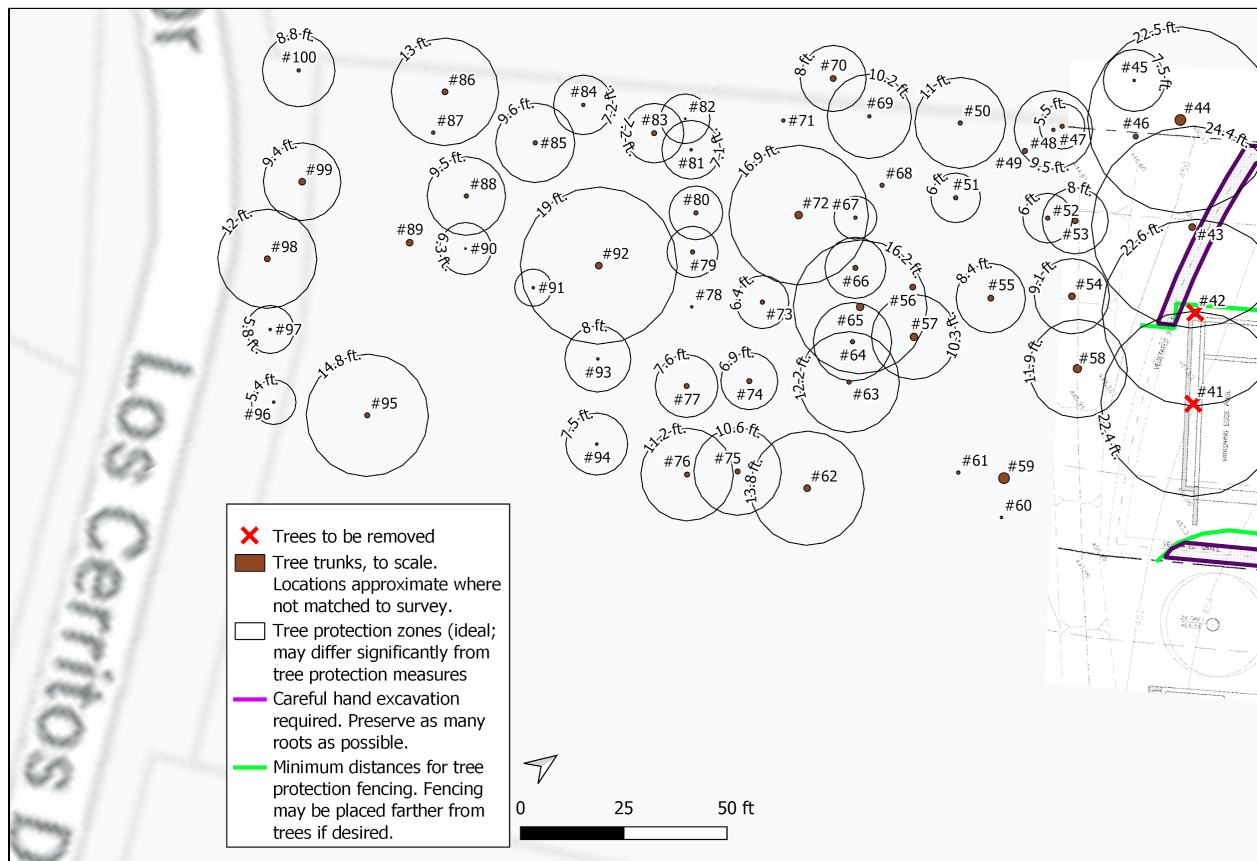 or
Los Cerritos D
8.8 ft.
#100
13 ft.
#86
#87
7.2 ft.
#84
9.6 ft.
#85
7.2 ft.
#83
#82
7.1 ft.
#81
8 ft.
#70
10.2 ft.
#69
#71
11 ft.
#50
5.5 ft.
#48
#47
#49
9.5 ft.
22.5 ft.
7.5 ft.
#45
#44
#46
24.4 ft.
9.4 ft.
#99
12 ft.
#98
9.5 ft.
#88
#89
6.3 ft.
#90
19 ft.
#92
#91
#80
#79
#78
16.9 ft.
#72
#67
#68
6 ft.
#51
6 ft.
#52
8 ft.
#53
22.6 ft.
#43
#66
16.2 ft.
#56
#65
#57
10.3 ft.
8.4 ft.
#55
9.1 ft.
#54
#42
6.4 ft.
#73
5.8 ft.
#97
8 ft.
#93
#64
11.9 ft.
#58
VEGETATED S
5.4 ft.
#96
14.8 ft.
#95
7.6 ft.
#77
6.9 ft.
#74
12.2 ft.
#63
22.4 ft.
#41
VANISHING EDGE POOL
7.5 ft.
#94
11.2 ft.
#76
10.6 ft.
#75
13.8 ft.
#62
#61
#59
#60
Trees to be removed
Tree trunks, to scale.
Locations approximate where
not matched to survey.
Tree protection zones (ideal;
may differ significantly from
tree protection measures
Careful hand excavation
required. Preserve as many
roots as possible.
Minimum distances for tree
protection fencing. Fencing
may be placed farther from
trees if desired.
0 25 50 ft